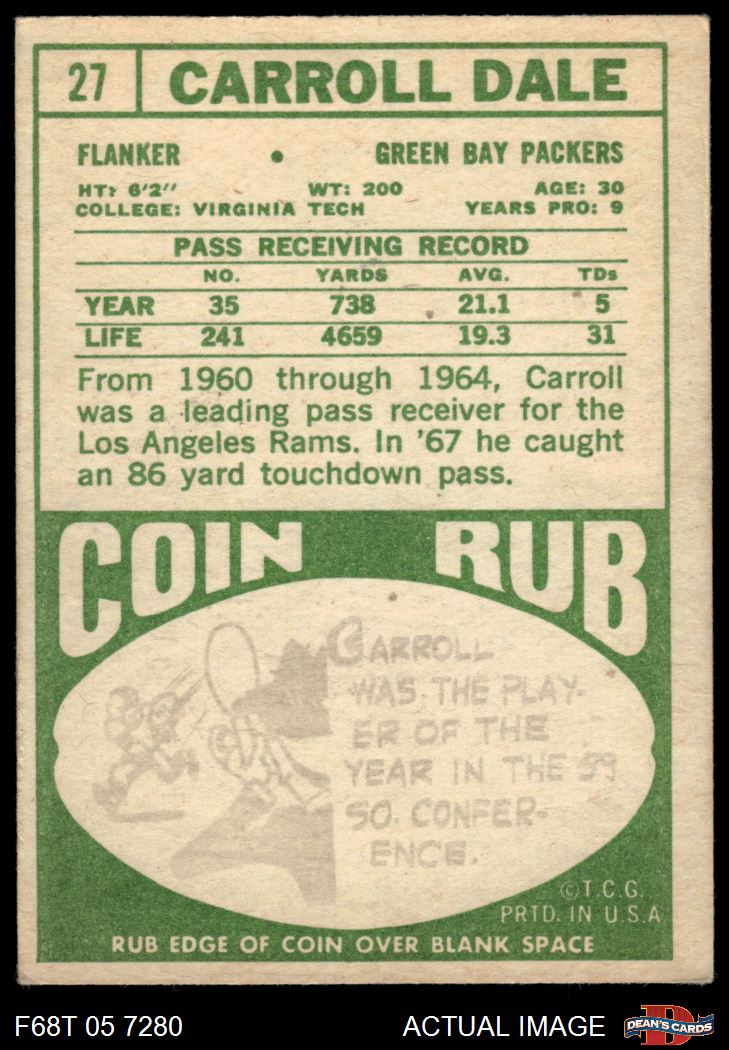 27 CARROLL DALE
FLANKER • GREEN BAY PACKERS
HT: 6'2" WT: 200 AGE: 30
COLLEGE: VIRGINIA TECH YEARS PRO: 9
PASS RECEIVING RECORD
NO. YARDS AVG. TDs
YEAR 35 738 21.1 5
LIFE 241 4659 19.3 31
From 1960 through 1964, Carroll
was a leading pass receiver for the
Los Angeles Rams. In '67 he caught
an 86 yard touchdown pass.
COIN RUB
CARROLL
WAS THE PLAY-
ER OF THE
YEAR IN THE 59
SO. CONFER-
ENCE.
©T.C.G.
PRTD. IN U.S.A
RUB EDGE OF COIN OVER BLANK SPACE
F68T 05 7280 ACTUAL IMAGE
D
DEAN'S CARDS